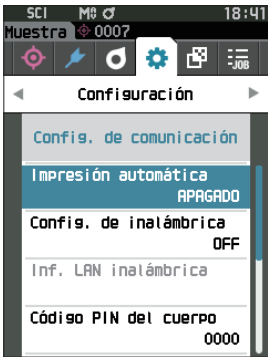 SCI M0 18:41
Muestra 0007
-JOB
Configuración
Config. de comunicación
Impresión automática
APAGADO
Config. de inalámbrica
OFF
Inf. LAN inalámbrica
Código PIN del cuerpo
0000